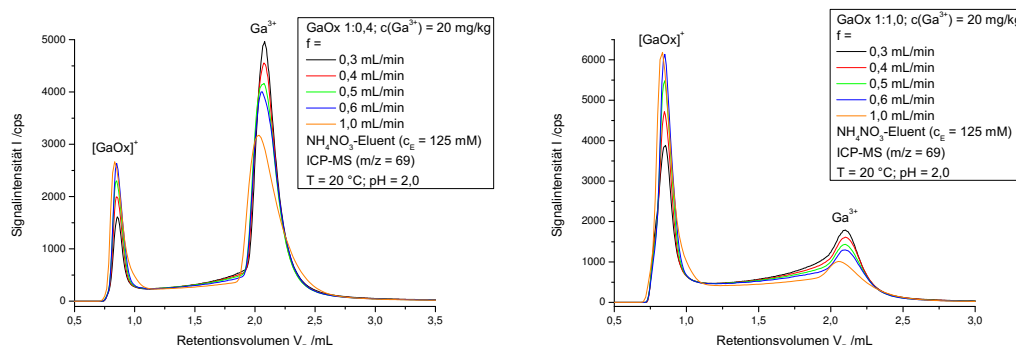 GaOx 1:0,4; c(Ga³⁺) = 20 mg/kg
f =
0,3 mL/min
0,4 mL/min
0,5 mL/min
0,6 mL/min
1,0 mL/min
NH₄NO₃-Eluent (c_E = 125 mM)
ICP-MS (m/z = 69)
T = 20 °C; pH = 2,0
Ga³⁺
[GaOx]⁺
Signalintensität I /cps
5000
4000
3000
2000
1000
0
0,5 1,0 1,5 2,0 2,5 3,0 3,5
Retentionsvolumen V /mL
GaOx 1:1,0; c(Ga³⁺) = 20 mg/kg
f =
0,3 mL/min
0,4 mL/min
0,5 mL/min
0,6 mL/min
1,0 mL/min
NH₄NO₃-Eluent (c_E = 125 mM)
ICP-MS (m/z = 69)
T = 20 °C; pH = 2,0
[GaOx]⁺
Ga³⁺
Signalintensität I /cps
6000
5000
4000
3000
2000
1000
0
0,5 1,0 1,5 2,0 2,5 3,0
Retentionsvolumen V /mL